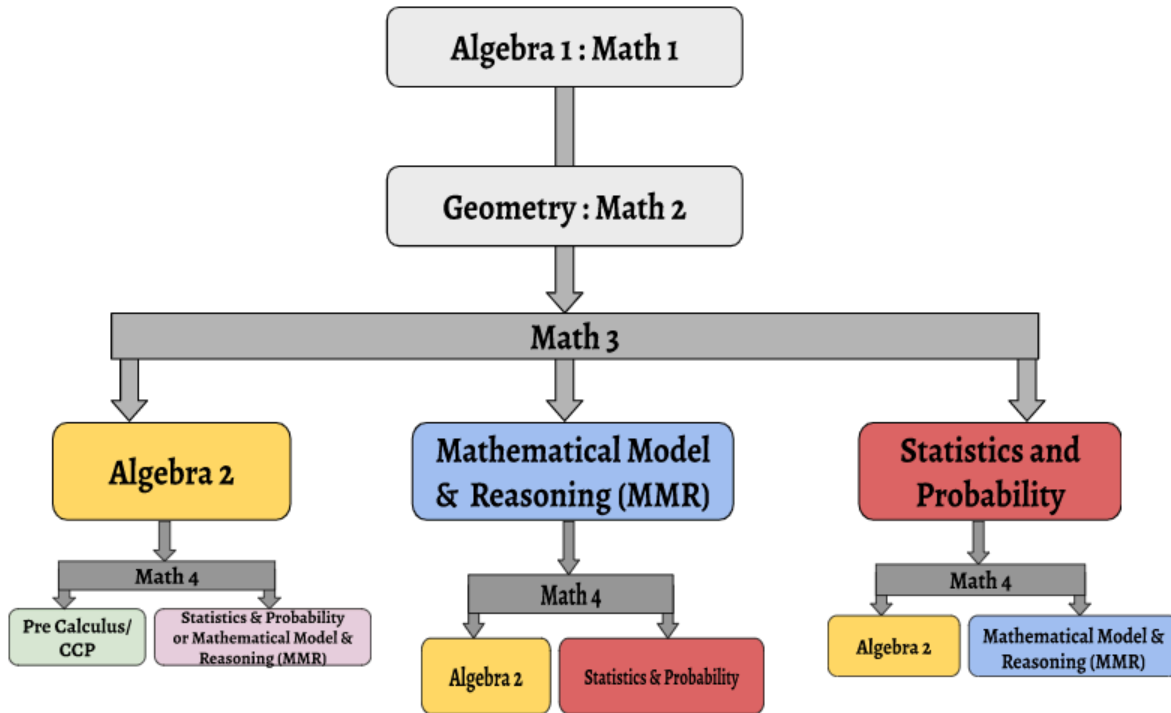 Algebra 1 : Math 1
Geometry : Math 2
Math 3
Algebra 2
Mathematical Model
& Reasoning (MMR)
Statistics and
Probability
Math 4
Pre Calculus/
CCP
Statistics & Probability
or Mathematical Model &
Reasoning (MMR)
Math 4
Algebra 2
Statistics & Probability
Math 4
Algebra 2
Mathematical Model &
Reasoning (MMR)